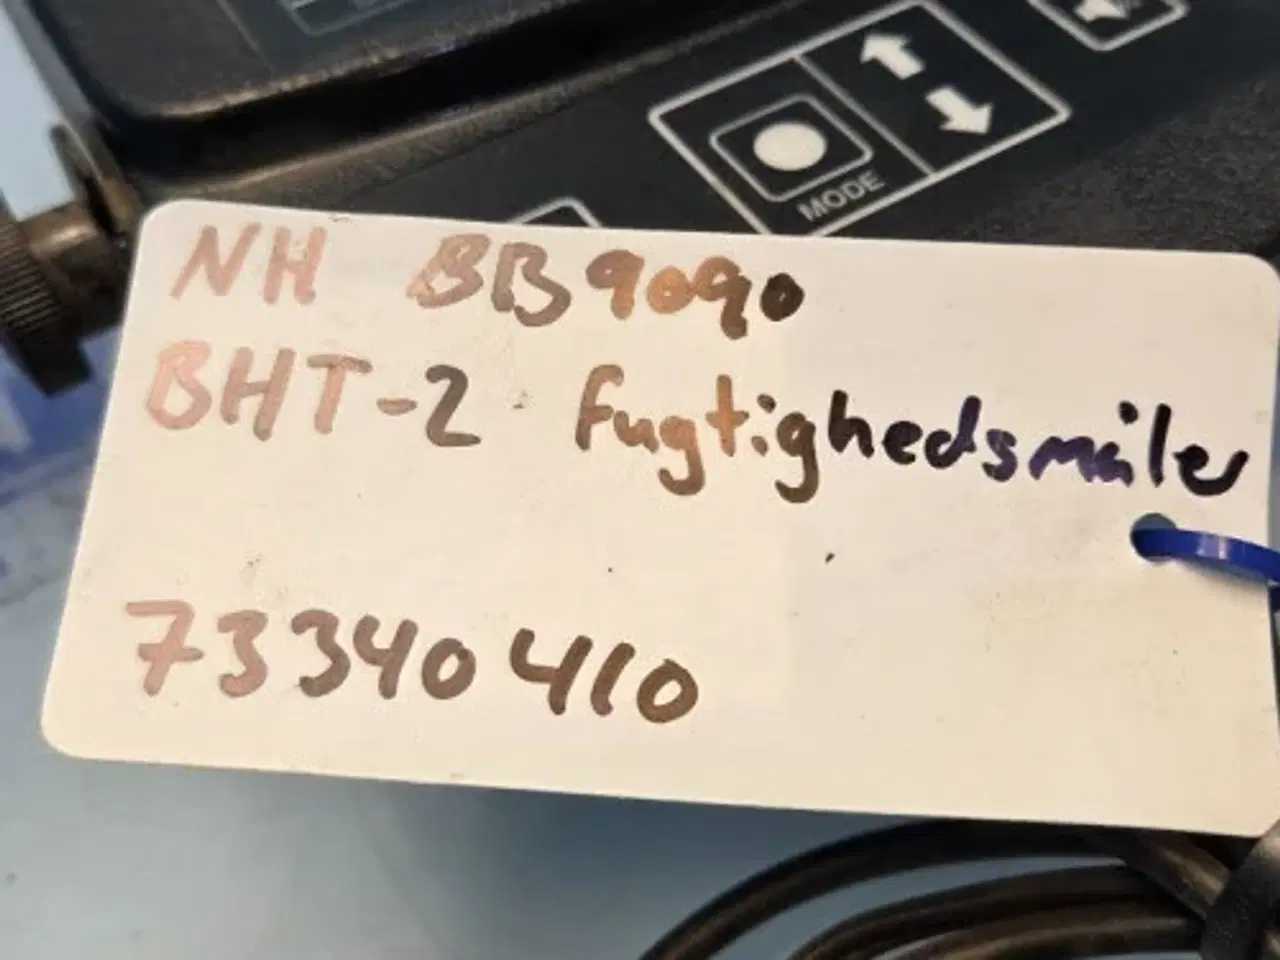 MODE
NH BB9090
BHT-2 fugtighedsmåler
73340410